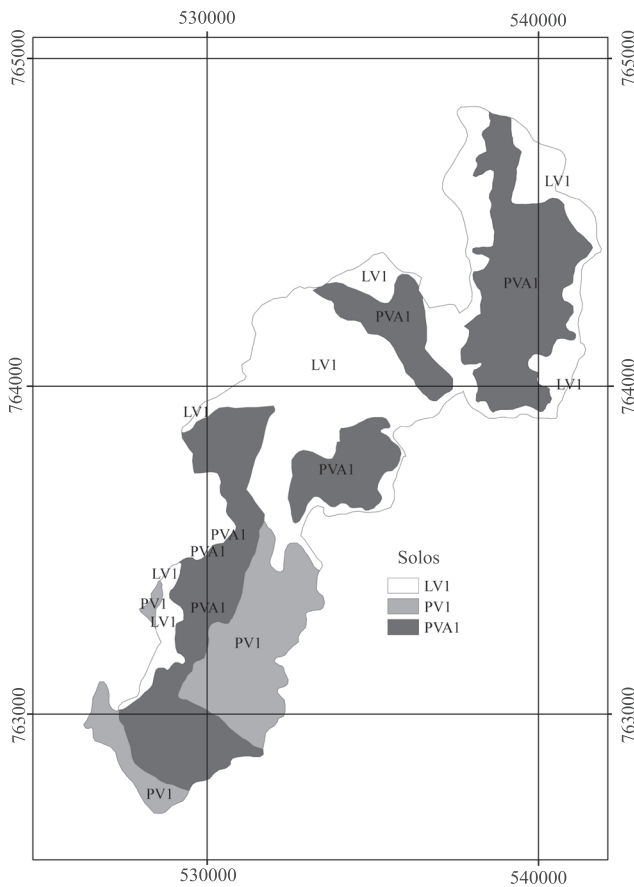 530000 540000
765000 765000
LV1
LV1
PVA1
PVA1
LV1
764000 764000
LV1
LV1
PVA1
PVA1
PVA1
LV1
PV1
PVA1
LV1
PV1
Solos
LV1
PV1
PVA1
763000 763000
PV1
530000 540000